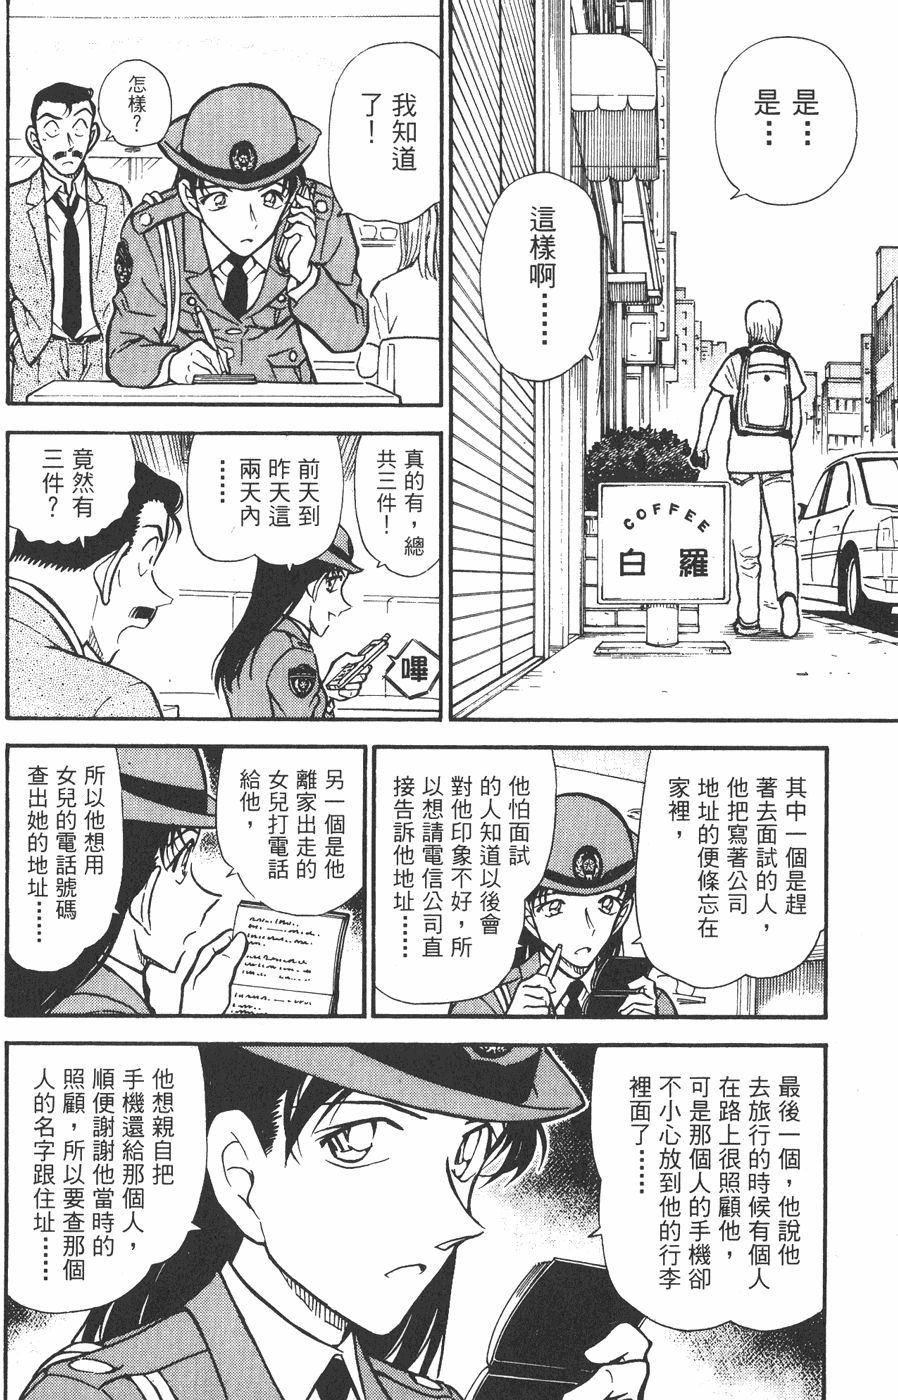 是……
是……
這樣啊……
COFFEE
白羅
我知道
了！
怎樣？
真的有，總
共三件！
前天到
昨天這
兩天內
……
嗶
竟然有
三件？
其中一個是趕
著去面試的人，
他把寫著公司
地址的便條忘在
家裡，
他怕面試
的人知道以後會
對他印象不好，所
以想請電信公司直
接告訴他地址……
另一個是他
離家出走的
女兒打電話
給他，
所以他想用
女兒的電話號碼
查出她的地址……
最後一個，他說他
去旅行的時候有個人
在路上很照顧他，
可是那個人的手機卻
不小心放到他的行李
裡面了……
他想親自把
手機還給那個人，
順便謝謝他當時的
照顧，所以要查那個
人的名字跟住址……